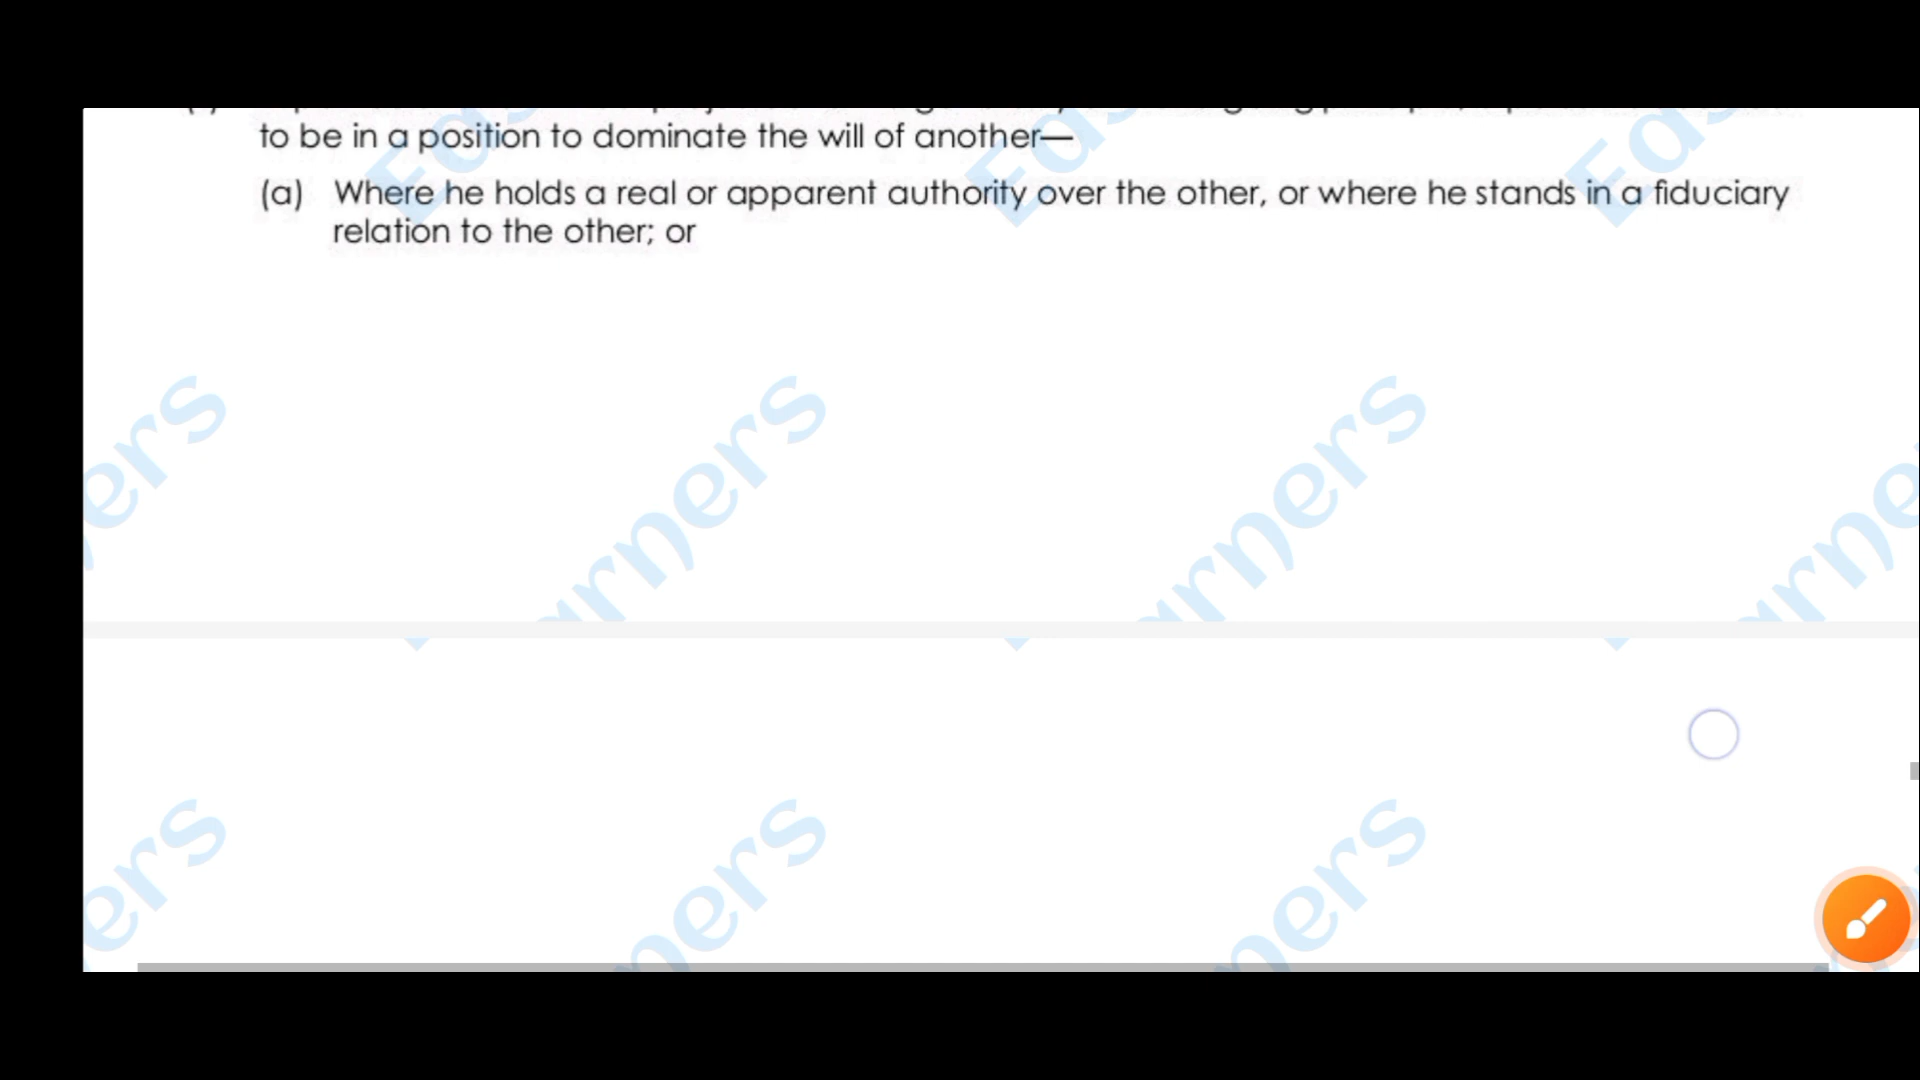 to be in a position to dominate the will of another—
(a) Where he holds a real or apparent authority over the other, or where he stands in a fiduciary
relation to the other; or